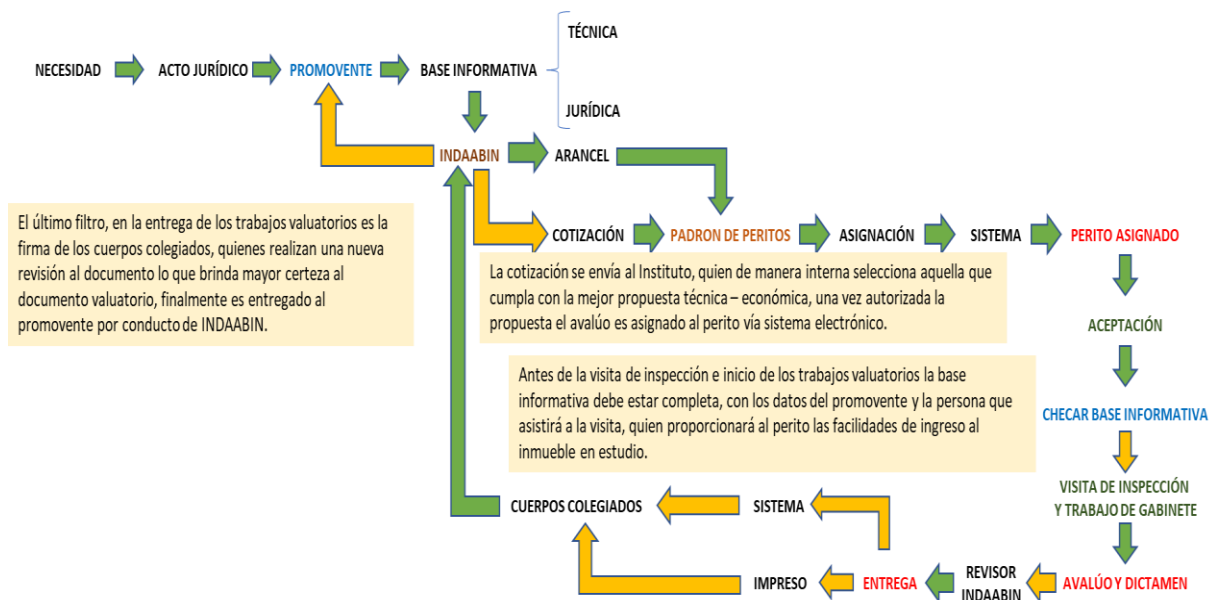 TÉCNICA
NECESIDAD
ACTO JURÍDICO
PROMOVENTE
BASE INFORMATIVA
JURÍDICA
INDAABIN
ARANCEL
El último filtro, en la entrega de los trabajos valuatorios es la
firma de los cuerpos colegiados, quienes realizan una nueva
revisión al documento lo que brinda mayor certeza al
documento valuatorio, finalmente es entregado al
promovente por conducto de INDAABIN.
COTIZACIÓN
PADRON DE PERITOS
ASIGNACIÓN
SISTEMA
PERITO ASIGNADO
La cotización se envía al Instituto, quien de manera interna selecciona aquella que
cumpla con la mejor propuesta técnica – económica, una vez autorizada la
propuesta el avalúo es asignado al perito vía sistema electrónico.
ACEPTACIÓN
Antes de la visita de inspección e inicio de los trabajos valuatorios la base
informativa debe estar completa, con los datos del promovente y la persona que
asistirá a la visita, quien proporcionará al perito las facilidades de ingreso al
inmueble en estudio.
CHECAR BASE INFORMATIVA
VISITA DE INSPECCIÓN
Y TRABAJO DE GABINETE
CUERPOS COLEGIADOS
SISTEMA
IMPRESO
ENTREGA
REVISOR
INDAABIN
AVALÚO Y DICTAMEN